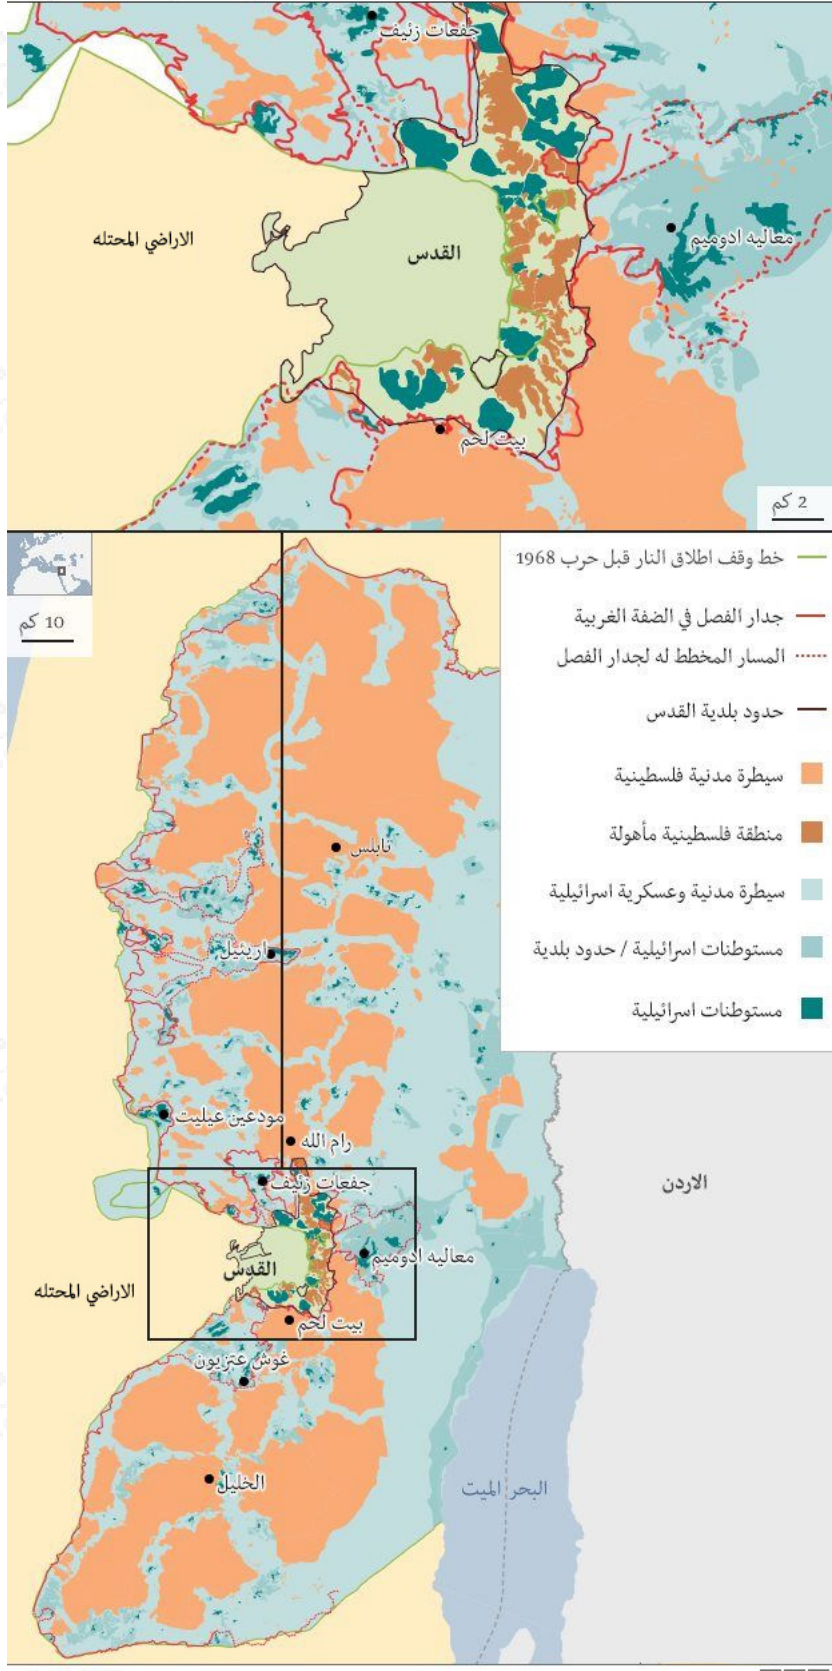 جفعات زئيف
الاراضي المحتله
القدس
معاليه ادوميم
بيت لحم
2 كم
10 كم
خط وقف اطلاق النار قبل حرب 1968
جدار الفصل في الضفة الغربية
المسار المخطط له لجدار الفصل
حدود بلدية القدس
سيطرة مدنية فلسطينية
منطقة فلسطينية مأهولة
سيطرة مدنية وعسكرية اسرائيلية
مستوطنات اسرائيلية / حدود بلدية
مستوطنات اسرائيلية
نابلس
اريئيل
مودعين عيليت
رام الله
جفعات زئيف
الاردن
القدس
معاليه ادوميم
الاراضي المحتله
بيت لحم
غوش عتزيون
الخليل
البحر الميت